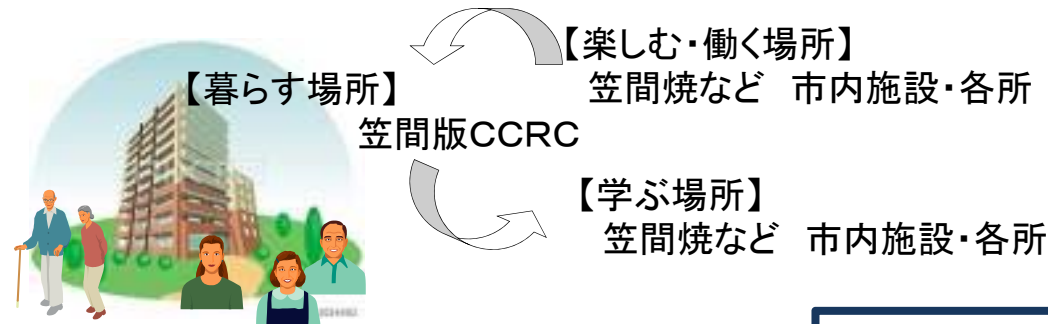 【楽しむ・働く場所】
笠間焼など 市内施設・各所
【暮らす場所】
笠間版CCRC
【学ぶ場所】
笠間焼など 市内施設・各所